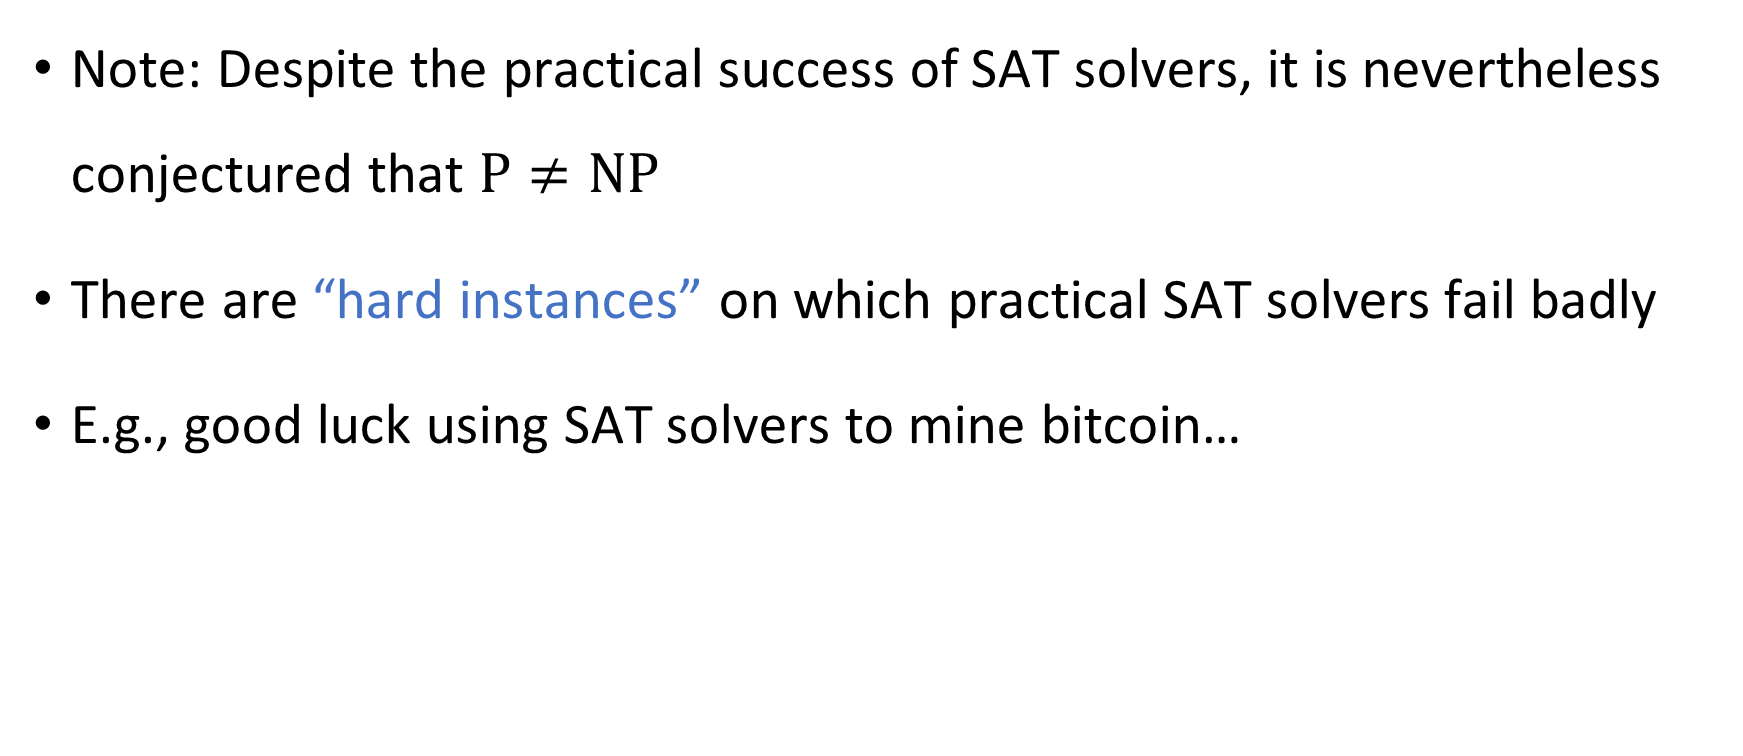 • Note: Despite the practical success of SAT solvers, it is nevertheless
conjectured that P ≠ NP
• There are “hard instances” on which practical SAT solvers fail badly
• E.g., good luck using SAT solvers to mine bitcoin…